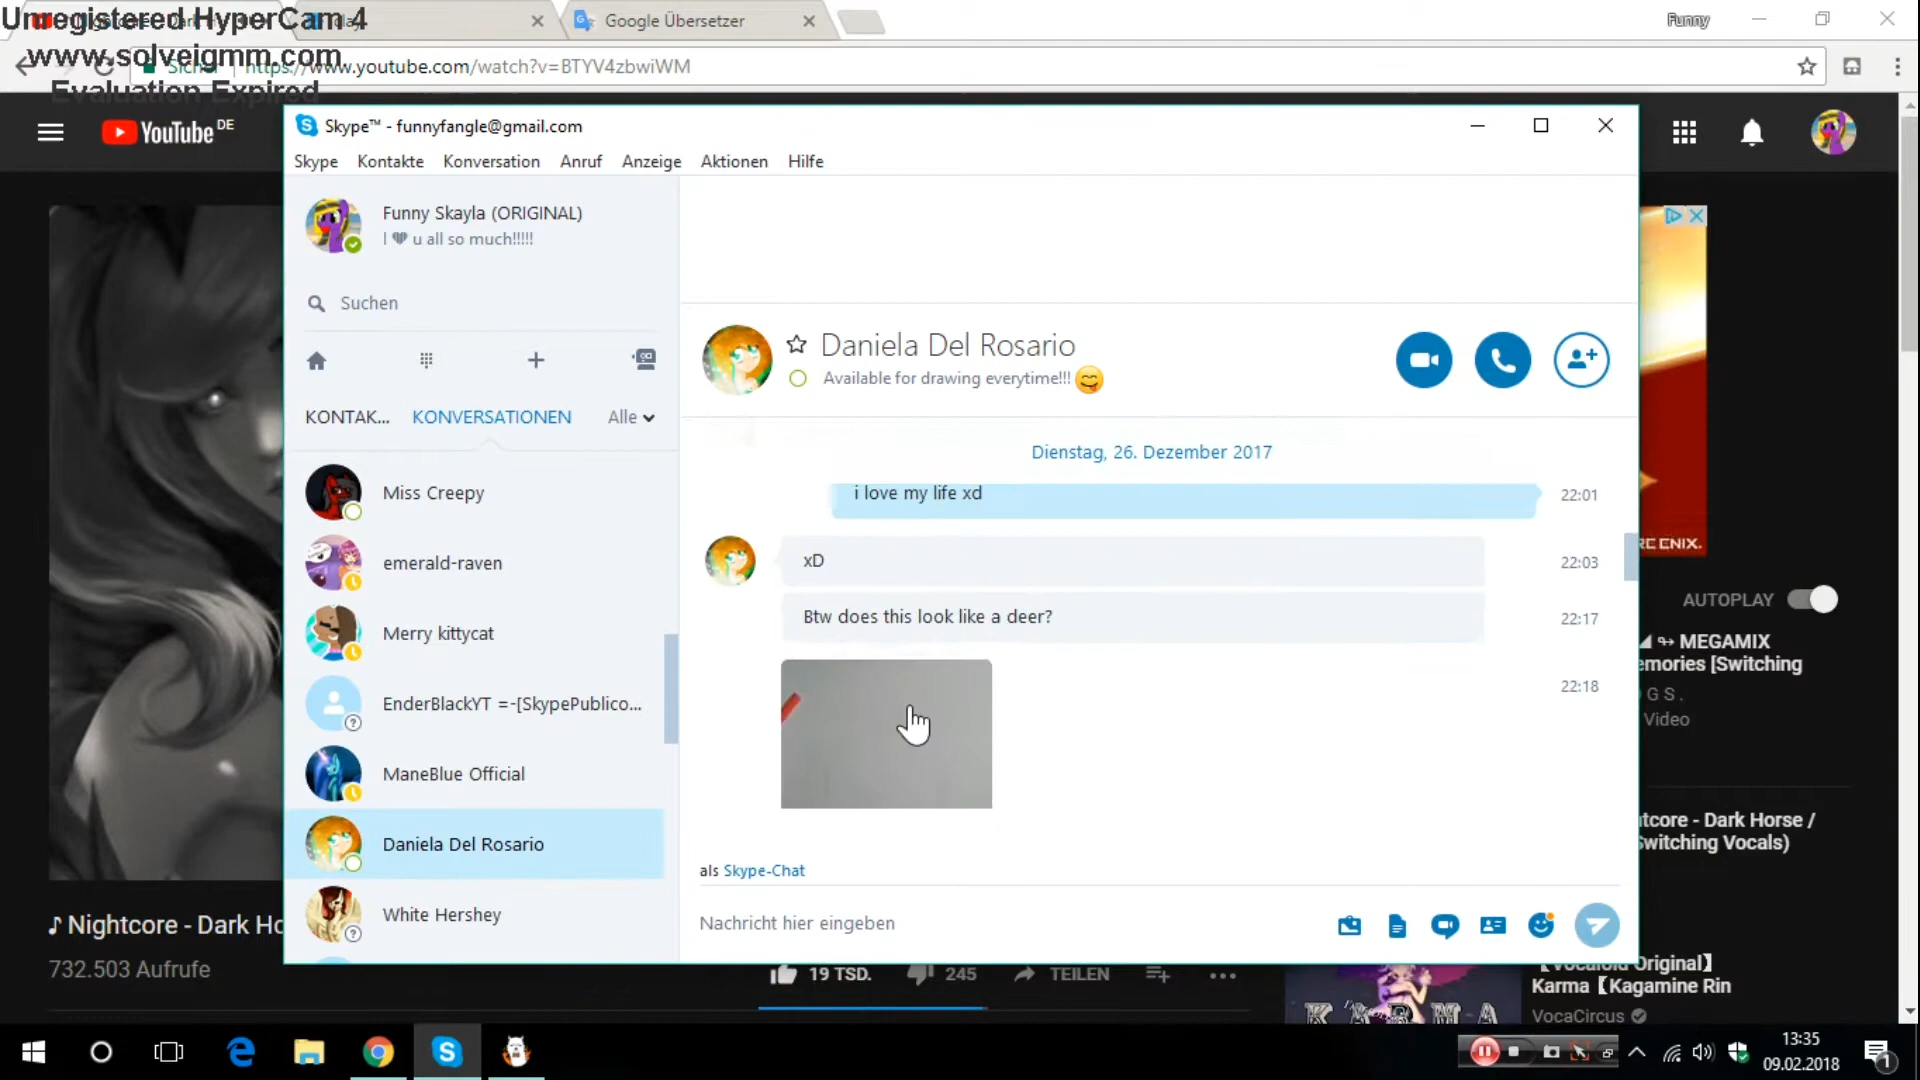 Unregistered HyperCam 4
www.solveigmm.com
Evaluation Expired
Google Übersetzer
Funny
https://www.youtube.com/watch?v=BTYV4zbwiWM
YouTube DE
Skype™ - funnyfangle@gmail.com
Skype Kontakte Konversation Anruf Anzeige Aktionen Hilfe
Funny Skayla (ORIGINAL)
I 🖤 u all so much!!!!!
Suchen
KONTAK... KONVERSATIONEN Alle
Miss Creepy
emerald-raven
Merry kittycat
EnderBlackYT =-[SkypePublico...
ManeBlue Official
Daniela Del Rosario
White Hershey
Daniela Del Rosario
Available for drawing everytime!!!
Dienstag, 26. Dezember 2017
i love my life xd 22:01
xD 22:03
Btw does this look like a deer? 22:17
22:18
als Skype-Chat
Nachricht hier eingeben
RE ENIX.
AUTOPLAY
MEGAMIX
emories [Switching
G S .
Video
tcore - Dark Horse /
Switching Vocals)
Original】
Karma【Kagamine Rin
VocaCircus
KARMA
♪ Nightcore - Dark Ho
732.503 Aufrufe
19 TSD. 245 TEILEN
13:35
09.02.2018
1